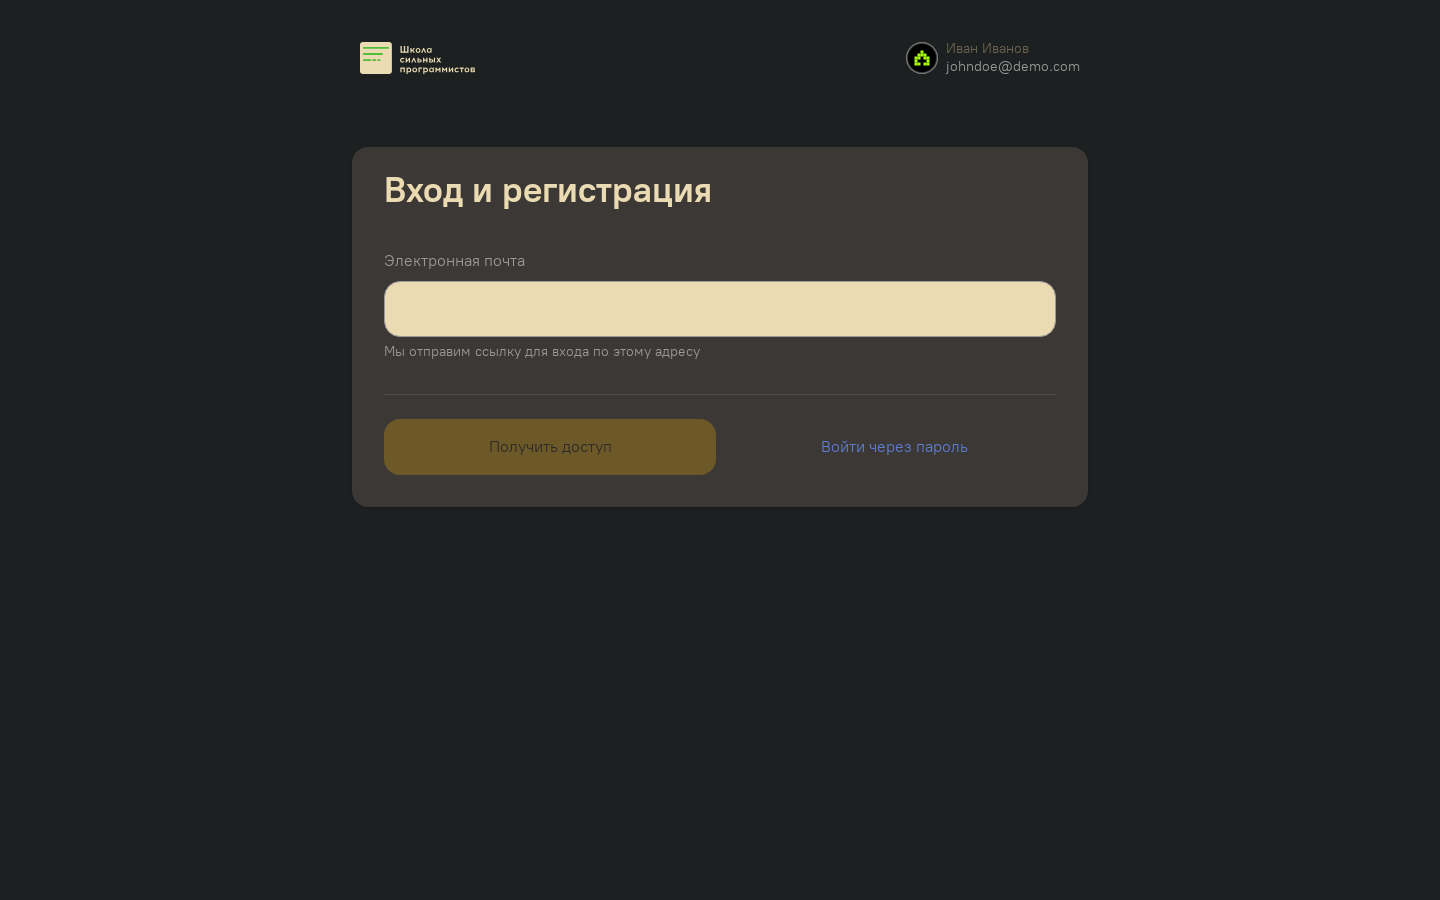 Школа
сильных
программистов
Иван Иванов
johndoe@demo.com
Вход и регистрация
Электронная почта
Мы отправим ссылку для входа по этому адресу
Получить доступ
Войти через пароль